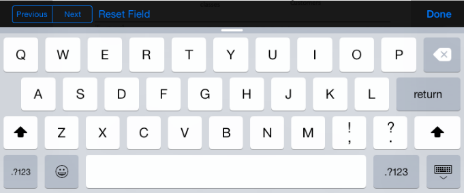 Previous Next Reset Field Done
Q W E R T Y U I O P
A S D F G H J K L return
Z X C V B N M ! , ? .
.?123 .?123